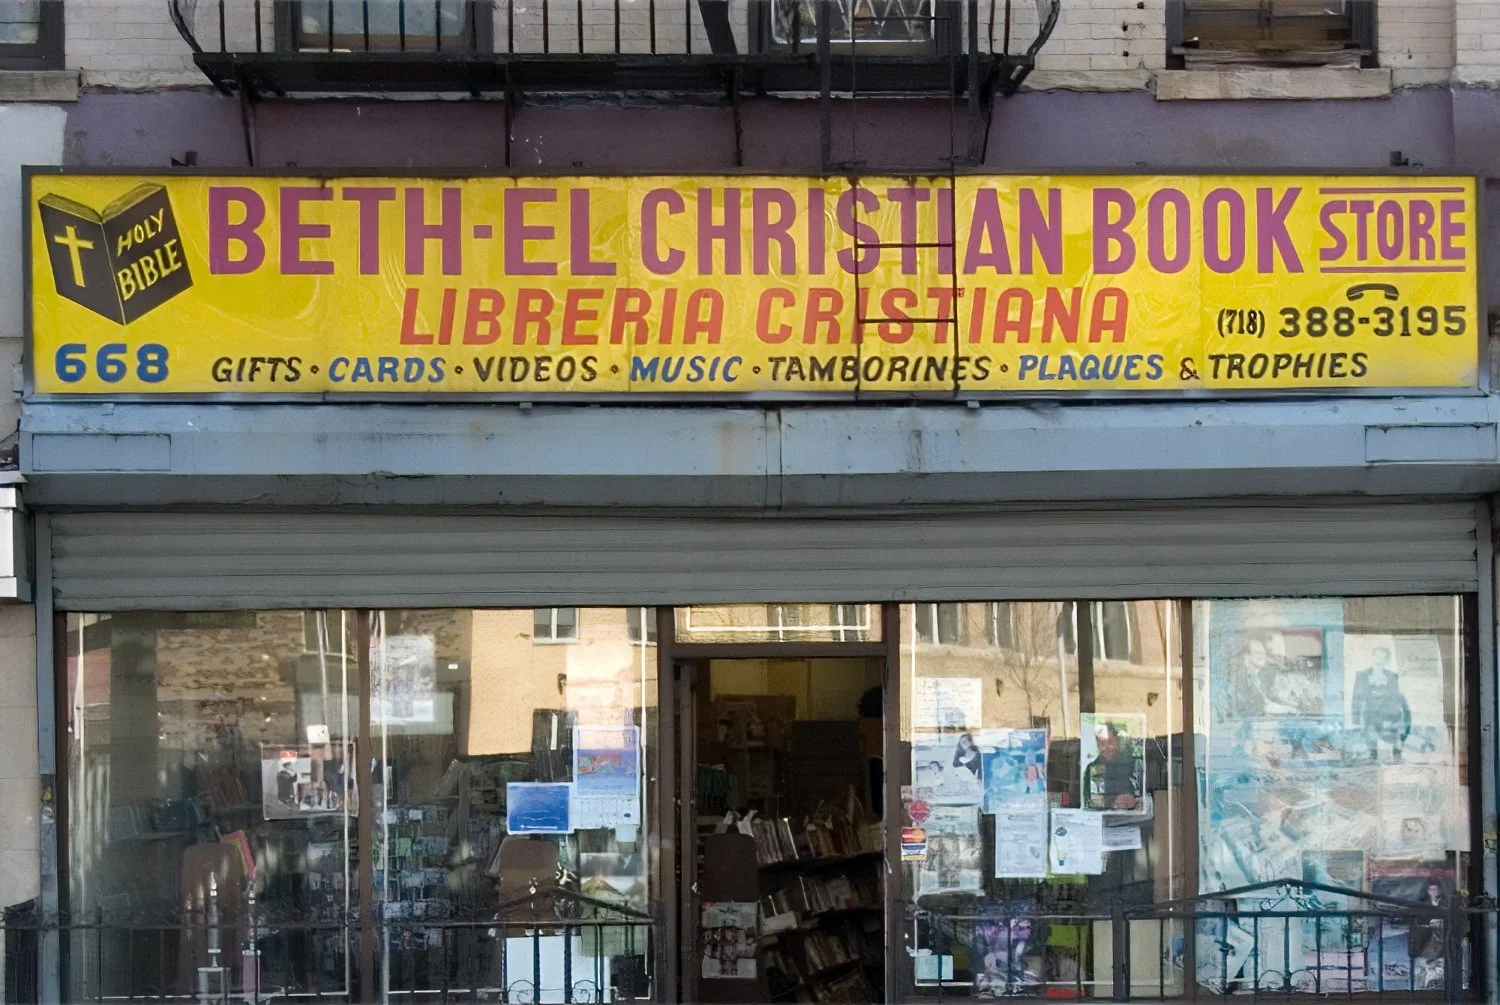 HOLY
BIBLE
BETH-EL CHRISTIAN BOOK STORE
LIBRERIA CRISTIANA
(718) 388-3195
668
GIFTS • CARDS • VIDEOS • MUSIC • TAMBORINES • PLAQUES & TROPHIES